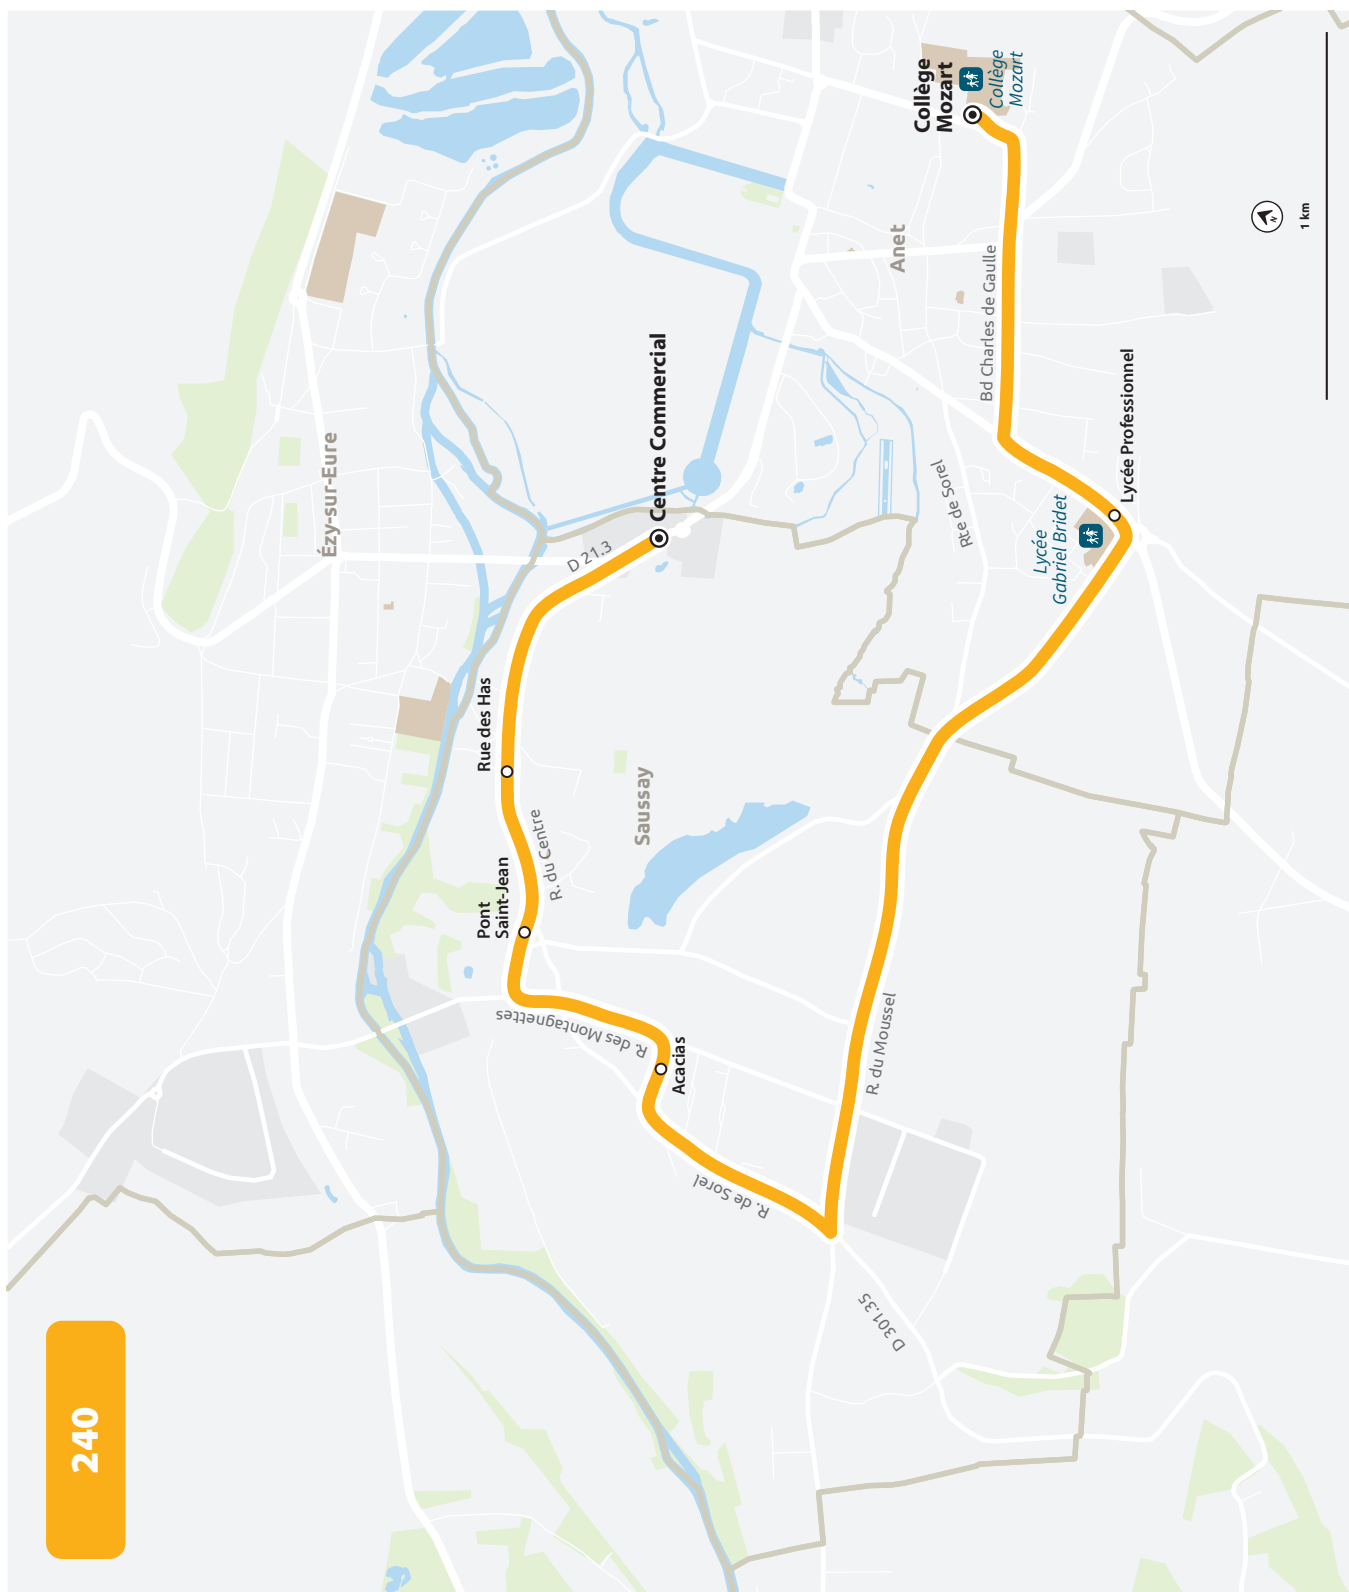 240
Ézy-sur-Eure
Centre Commercial
D 21.3
Rue des Has
R. du Centre
Pont
Saint-Jean
Saussay
R. des Montagnettes
Acacias
R. de Sorel
D 301.35
R. du Moussel
Rte de Sorel
Lycée
Gabriel Bridet
Lycée Professionnel
Bd Charles de Gaulle
Anet
Collège
Mozart
Collège
Mozart
N
1 km